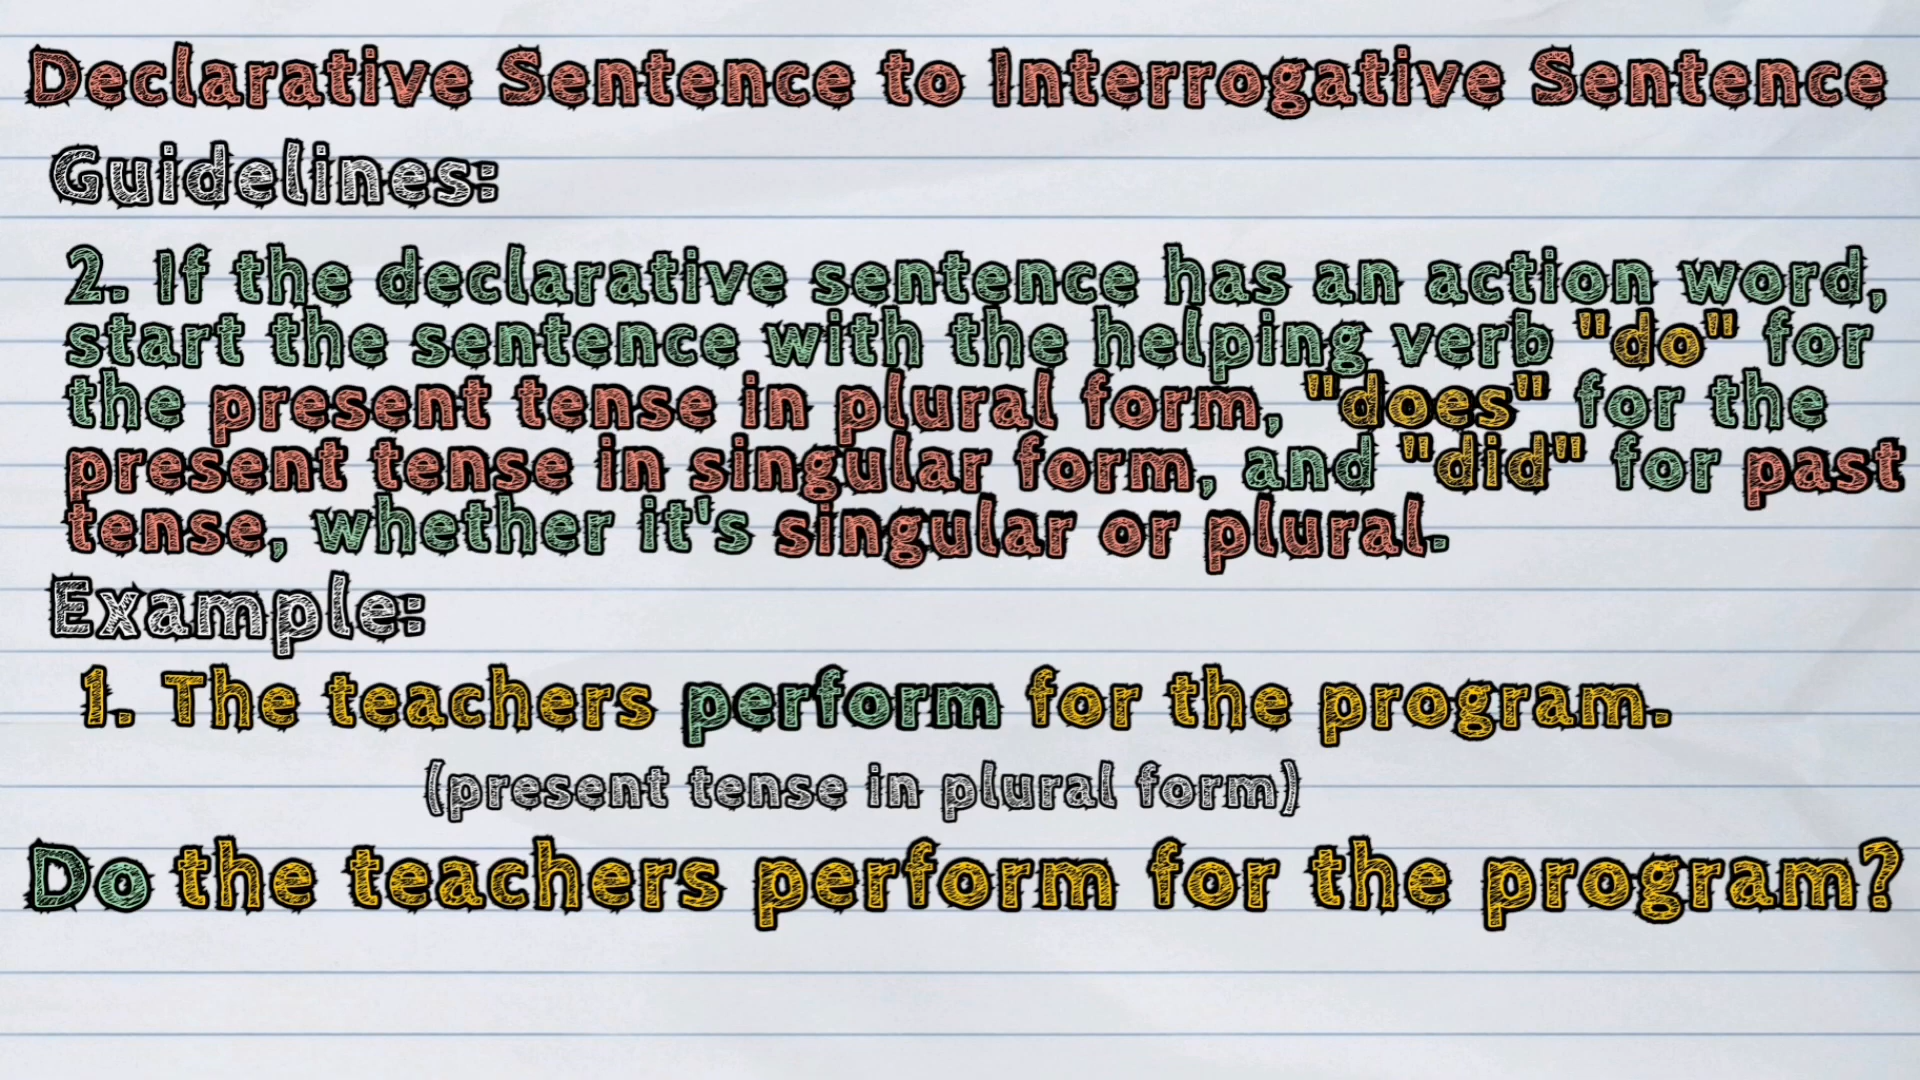 Declarative Sentence to Interrogative Sentence
Guidelines:
2. If the declarative sentence has an action word,
start the sentence with the helping verb "do" for
the present tense in plural form, "does" for the
present tense in singular form, and "did" for past
tense, whether it's singular or plural.
Example:
1. The teachers perform for the program.
(present tense in plural form)
Do the teachers perform for the program?